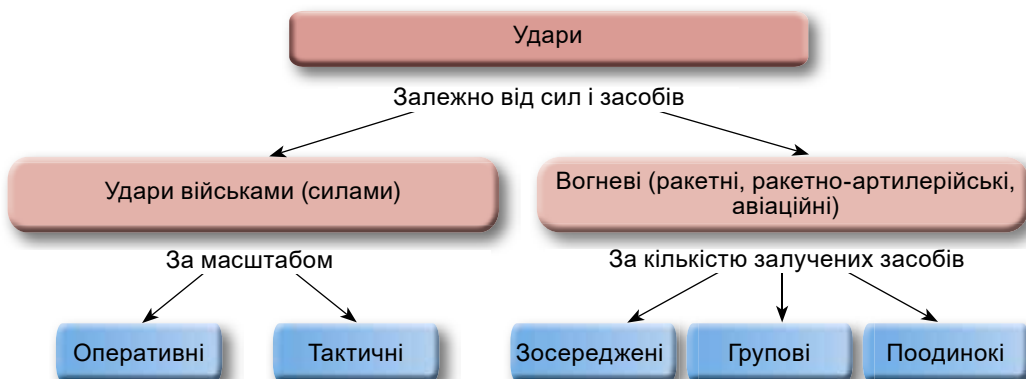 Удари
Залежно від сил і засобів
Удари військами (силами)
Вогневі (ракетні, ракетно-артилерійські,
авіаційні)
За масштабом
За кількістю залучених засобів
Оперативні
Тактичні
Зосереджені
Групові
Поодинокі